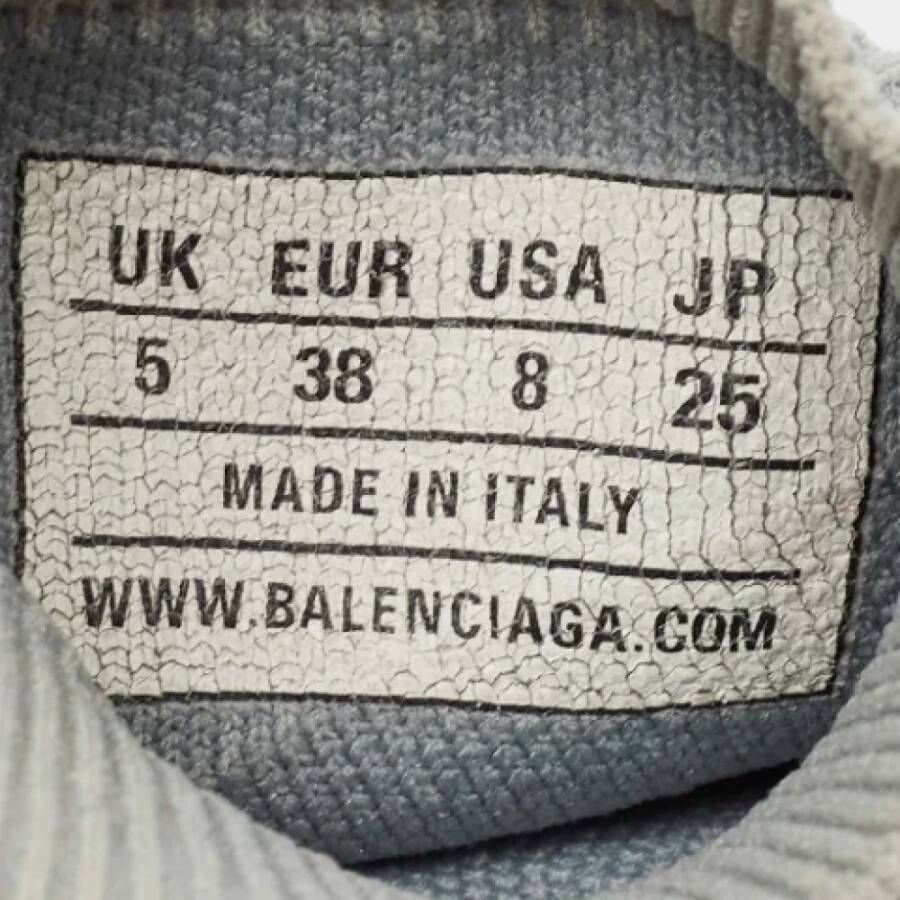 UK EUR USA JP
5 38 8 25
MADE IN ITALY
WWW.BALENCIAGA.COM